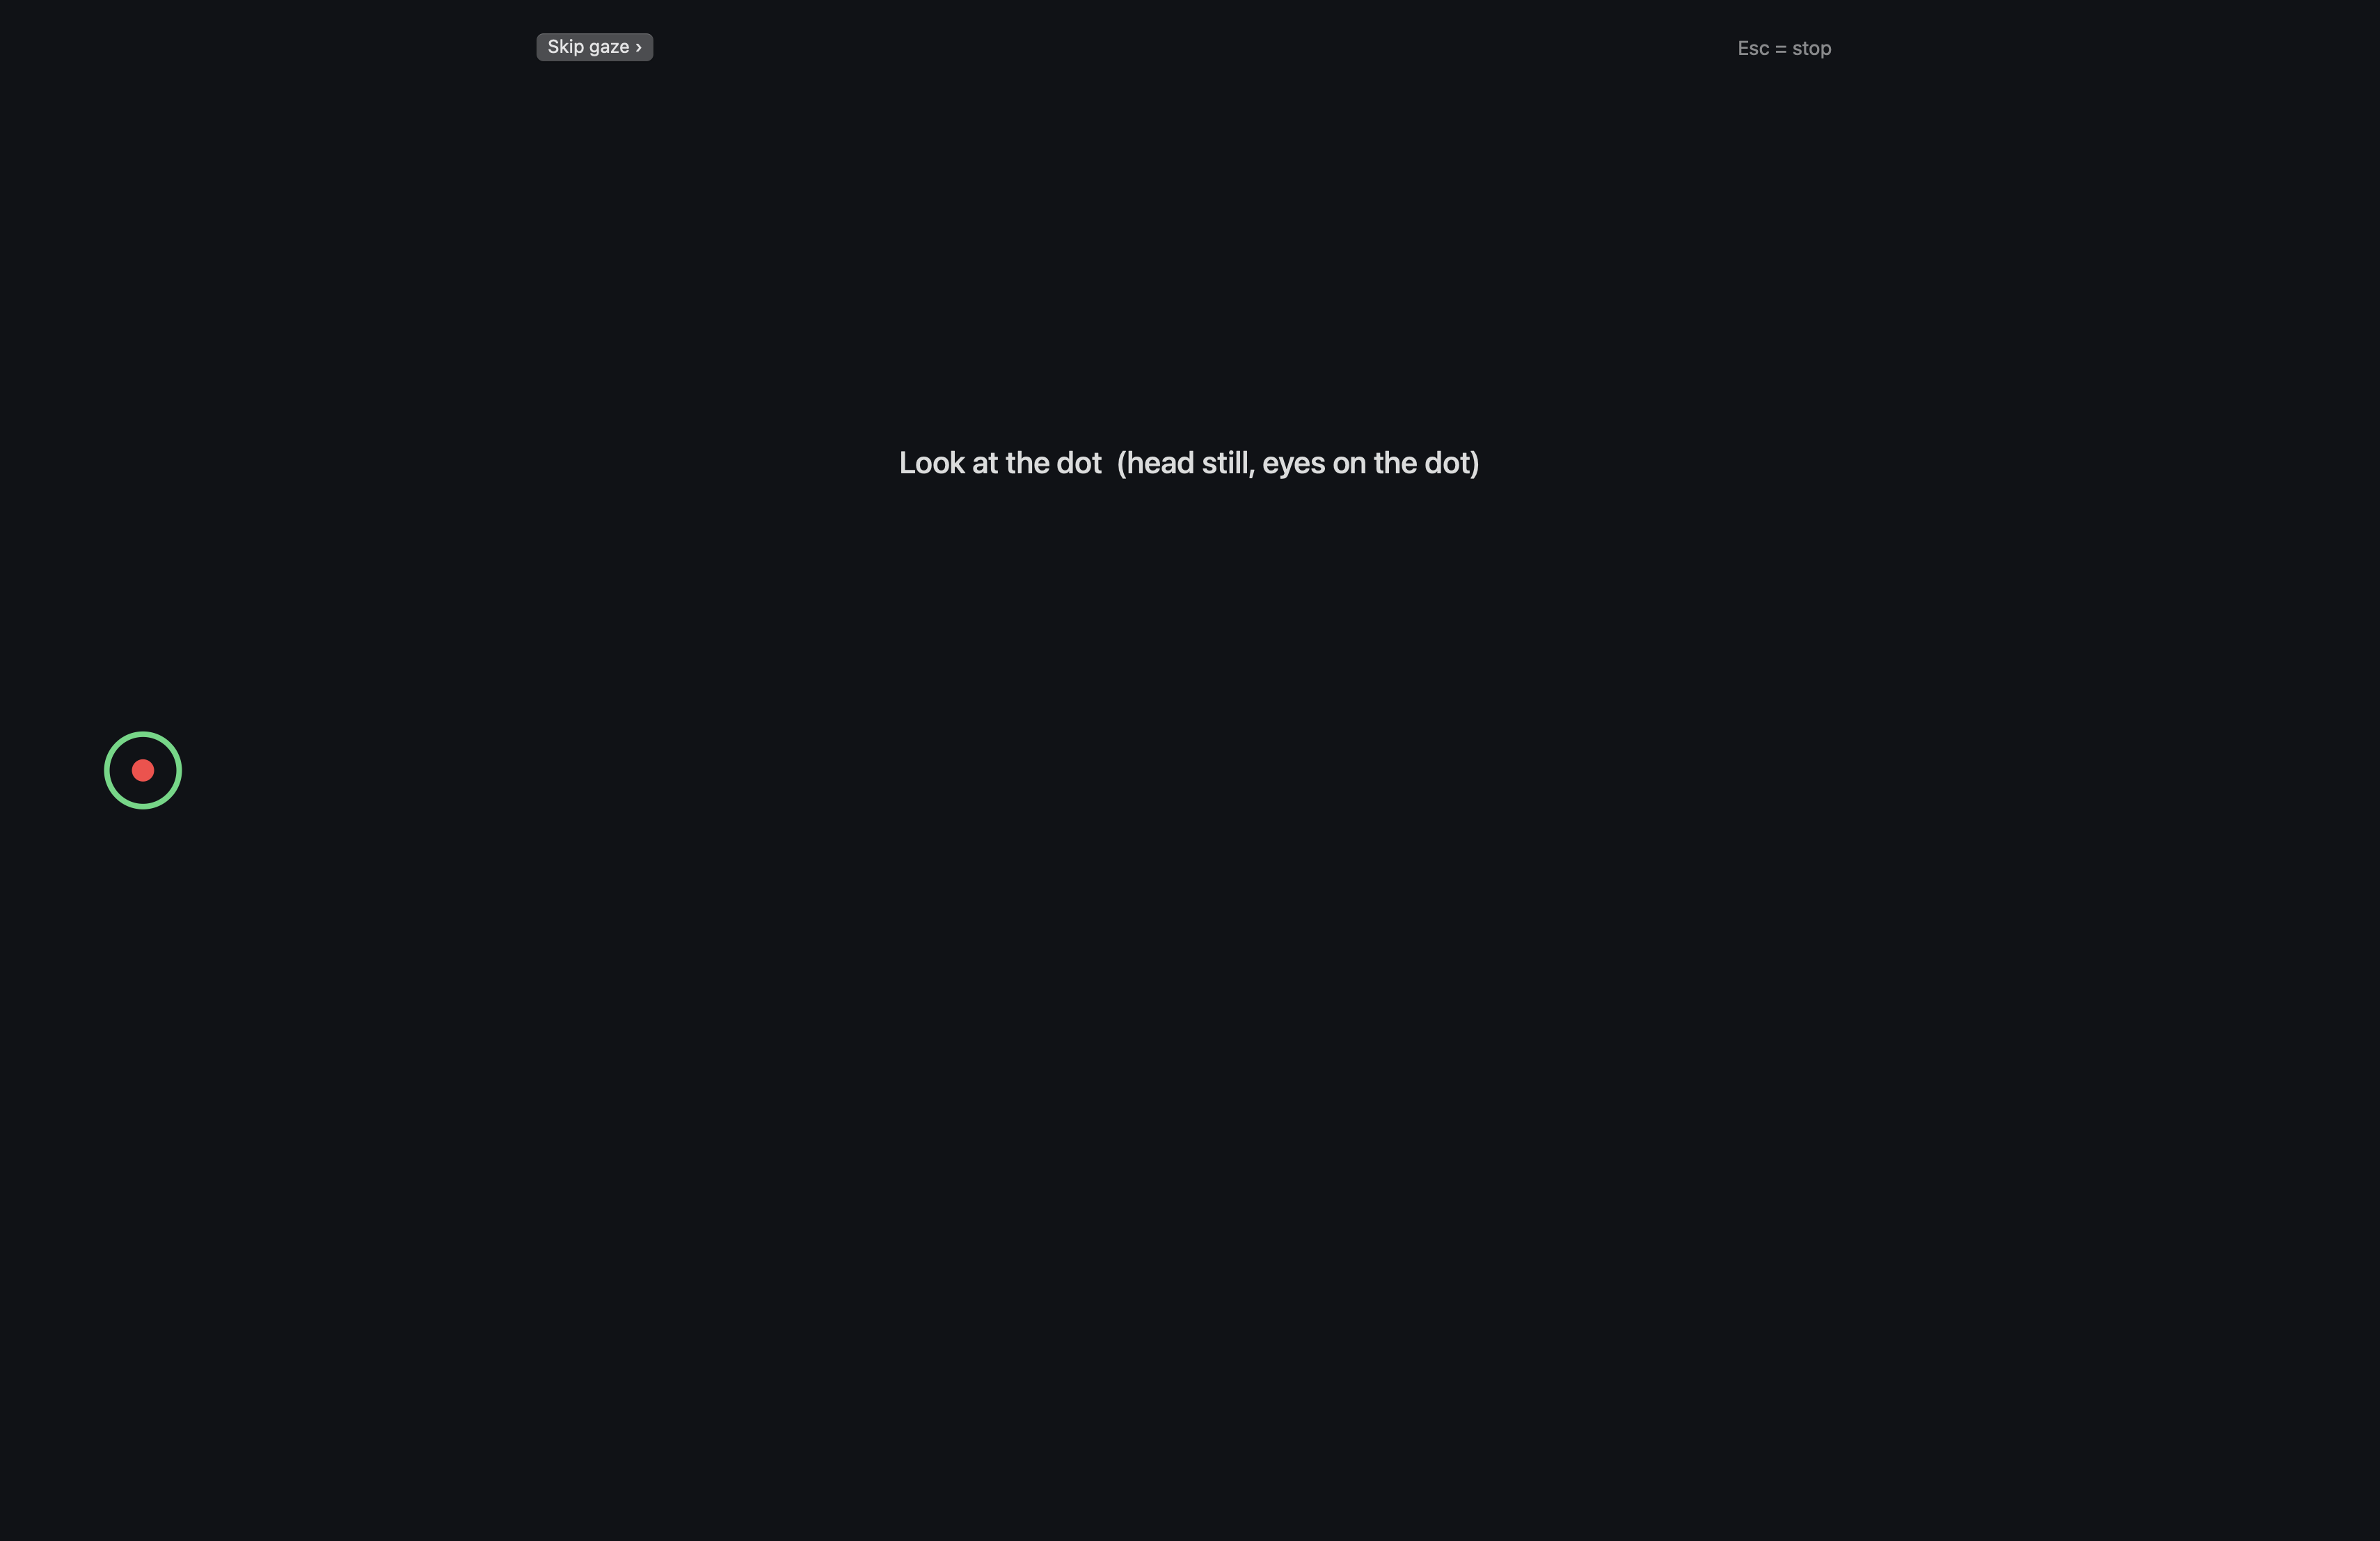 Skip gaze ›
Esc = stop
Look at the dot  (head still, eyes on the dot)